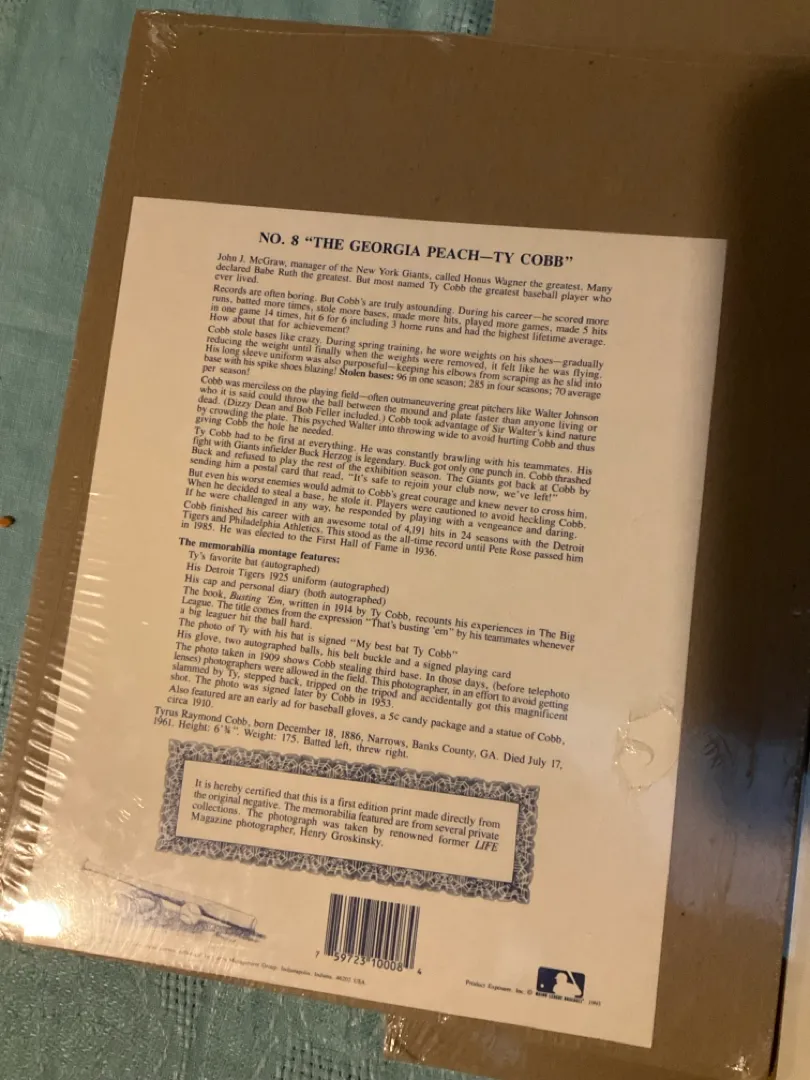 NO. 8 "THE GEORGIA PEACH—TY COBB"
John J. McGraw, manager of the New York Giants, called Honus Wagner the greatest. Many
declared Babe Ruth the greatest. But most named Ty Cobb the greatest baseball player who
ever lived.
Records are often boring. But Cobb's are truly astounding. During his career—he scored more
runs, batted more times, stole more bases, made more hits, played more games, made 5 hits
in one game 14 times, hit 6 for 6 including 3 home runs and had the highest lifetime average.
How about that for achievement?
Cobb stole bases like crazy. During spring training, he wore weights on his shoes—gradually
reducing the weight until finally when the weights were removed, it felt like he was flying.
His long sleeve uniform was also purposeful—keeping his elbows from scraping as he slid into
base with his spike shoes blazing! Stolen bases: 96 in one season; 285 in four seasons; 70 average
per season!
Cobb was merciless on the playing field—often outmaneuvering great pitchers like Walter Johnson
who it is said could throw the ball between the mound and plate faster than anyone living or
dead. (Dizzy Dean and Bob Feller included.) Cobb took advantage of Sir Walter's kind nature
by crowding the plate. This psyched Walter into throwing wide to avoid hurting Cobb and thus
giving Cobb the hole he needed.
Ty Cobb had to be first at everything. He was constantly brawling with his teammates. His
fight with Giants infielder Buck Herzog is legendary. Buck got only one punch in. Cobb thrashed
Buck and refused to play the rest of the exhibition season. The Giants got back at Cobb by
sending him a postal card that read, "It's safe to rejoin your club now, we've left!"
But even his worst enemies would admit to Cobb's great courage and knew never to cross him.
When he decided to steal a base, he stole it. Players were cautioned to avoid heckling Cobb.
If he were challenged in any way, he responded by playing with a vengeance and daring.
Cobb finished his career with an awesome total of 4,191 hits in 24 seasons with the Detroit
Tigers and Philadelphia Athletics. This stood as the all-time record until Pete Rose passed him
in 1985. He was elected to the First Hall of Fame in 1936.
The memorabilia montage features:
Ty's favorite bat (autographed)
His Detroit Tigers 1925 uniform (autographed)
His cap and personal diary (both autographed)
The book, Busting 'Em, written in 1914 by Ty Cobb, recounts his experiences in The Big
League. The title comes from the expression "That's busting 'em" by his teammates whenever
a big leaguer hit the ball hard.
The photo of Ty with his bat is signed "My best bat Ty Cobb"
His glove, two autographed balls, his belt buckle and a signed playing card
The photo taken in 1909 shows Cobb stealing third base. In those days, (before telephoto
lenses) photographers were allowed in the field. This photographer, in an effort to avoid getting
slammed by Ty, stepped back, tripped on the tripod and accidentally got this magnificent
shot. The photo was signed later by Cobb in 1953.
Also featured are an early ad for baseball gloves, a 5c candy package and a statue of Cobb,
circa 1910.
Tyrus Raymond Cobb, born December 18, 1886, Narrows, Banks County, GA. Died July 17,
1961. Height: 6'¾". Weight: 175. Batted left, threw right.
It is hereby certified that this is a first edition print made directly from
the original negative. The memorabilia featured are from several private
collections. The photograph was taken by renowned former LIFE
Magazine photographer, Henry Groskinsky.
7 59723 10008 4
Group, Indianapolis, Indiana, 46202 USA
Product Exposure, Inc. © MAJOR LEAGUE BASEBALL